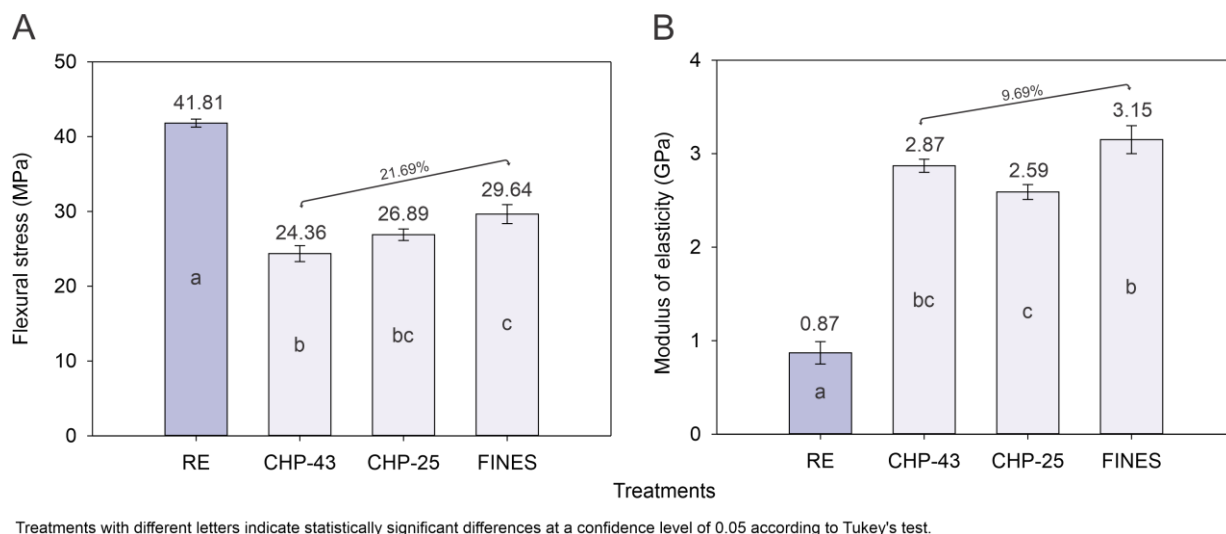 A
Flexural stress (MPa)
50
40
30
20
10
0
41.81
24.36
26.89
29.64
21.69%
a
b
bc
c
RE
CHP-43
CHP-25
FINES
B
Modulus of elasticity (GPa)
4
3
2
1
0
0.87
2.87
2.59
3.15
9.69%
a
bc
c
b
RE
CHP-43
CHP-25
FINES
Treatments
Treatments with different letters indicate statistically significant differences at a confidence level of 0.05 according to Tukey's test.